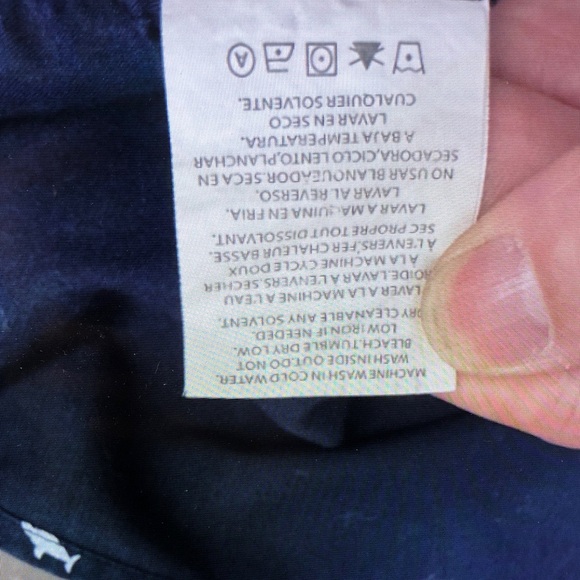 MACHINE WASH IN COLD WATER.
WASH INSIDE OUT.DO NOT
BLEACH.TUMBLE DRY LOW.
LOW IRON IF NEEDED.
DRY CLEANABLE ANY SOLVENT.
LAVER A LA MACHINE A L'EAU
LAVER À L'ENVERS.SECHER
À LA MACHINE CYCLE DOUX
À L'ENVERS.FER CHALEUR BASSE.
SEC PROPRE TOUT DISSOLVANT.
LAVAR A MAQUINA EN FRIA.
LAVAR AL REVERSO.
NO USAR BLANQUEADOR.SECA EN
SECADORA,CICLO LENTO,PLANCHAR
A BAJA TEMPERATURA.
LAVAR EN SECO
CUALQUIER SOLVENTE.
A